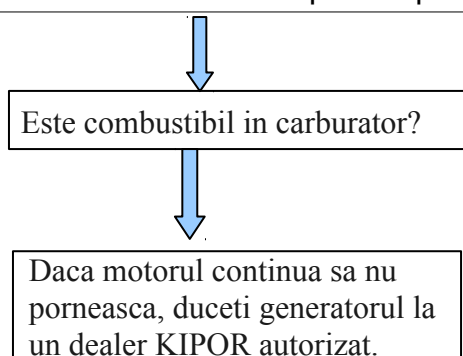 Este combustibil in carburator?
Daca motorul continua sa nu
porneasca, duceti generatorul la
un dealer KIPOR autorizat.